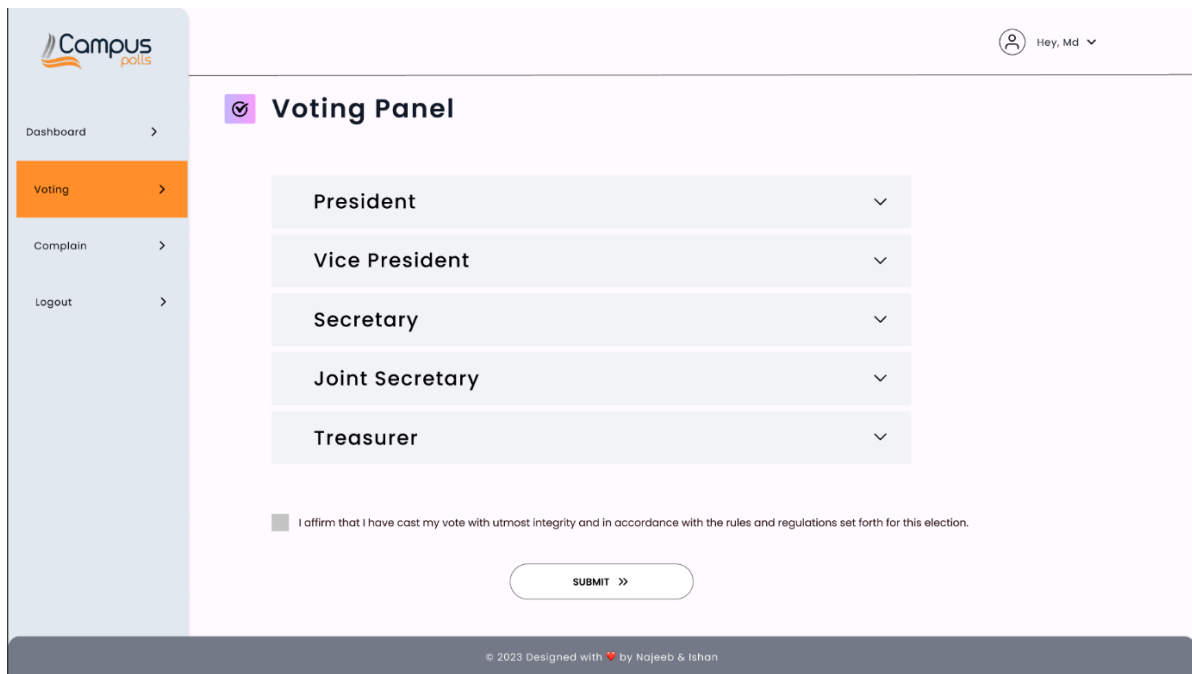 Campus
polls
Hey, Md
Voting Panel
Dashboard
Voting
Complain
Logout
President
Vice President
Secretary
Joint Secretary
Treasurer
I affirm that I have cast my vote with utmost integrity and in accordance with the rules and regulations set forth for this election.
SUBMIT
© 2023 Designed with ❤️ by Najeeb & Ishan